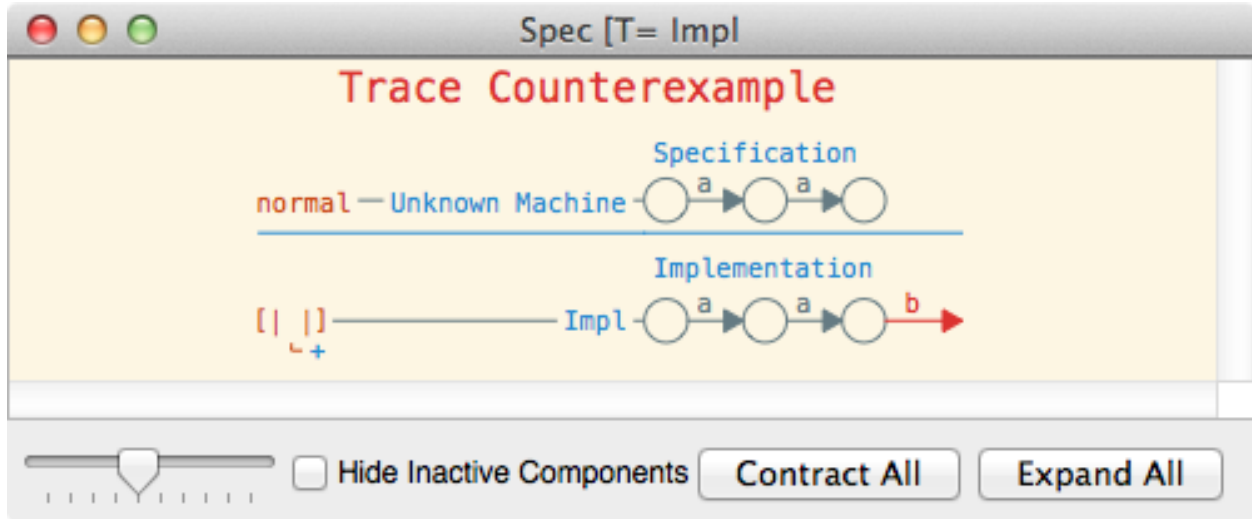 Spec [T= Impl
Trace Counterexample
Specification
a a
normal Unknown Machine
Implementation
a a b
[| |] Impl
+
Hide Inactive Components Contract All Expand All